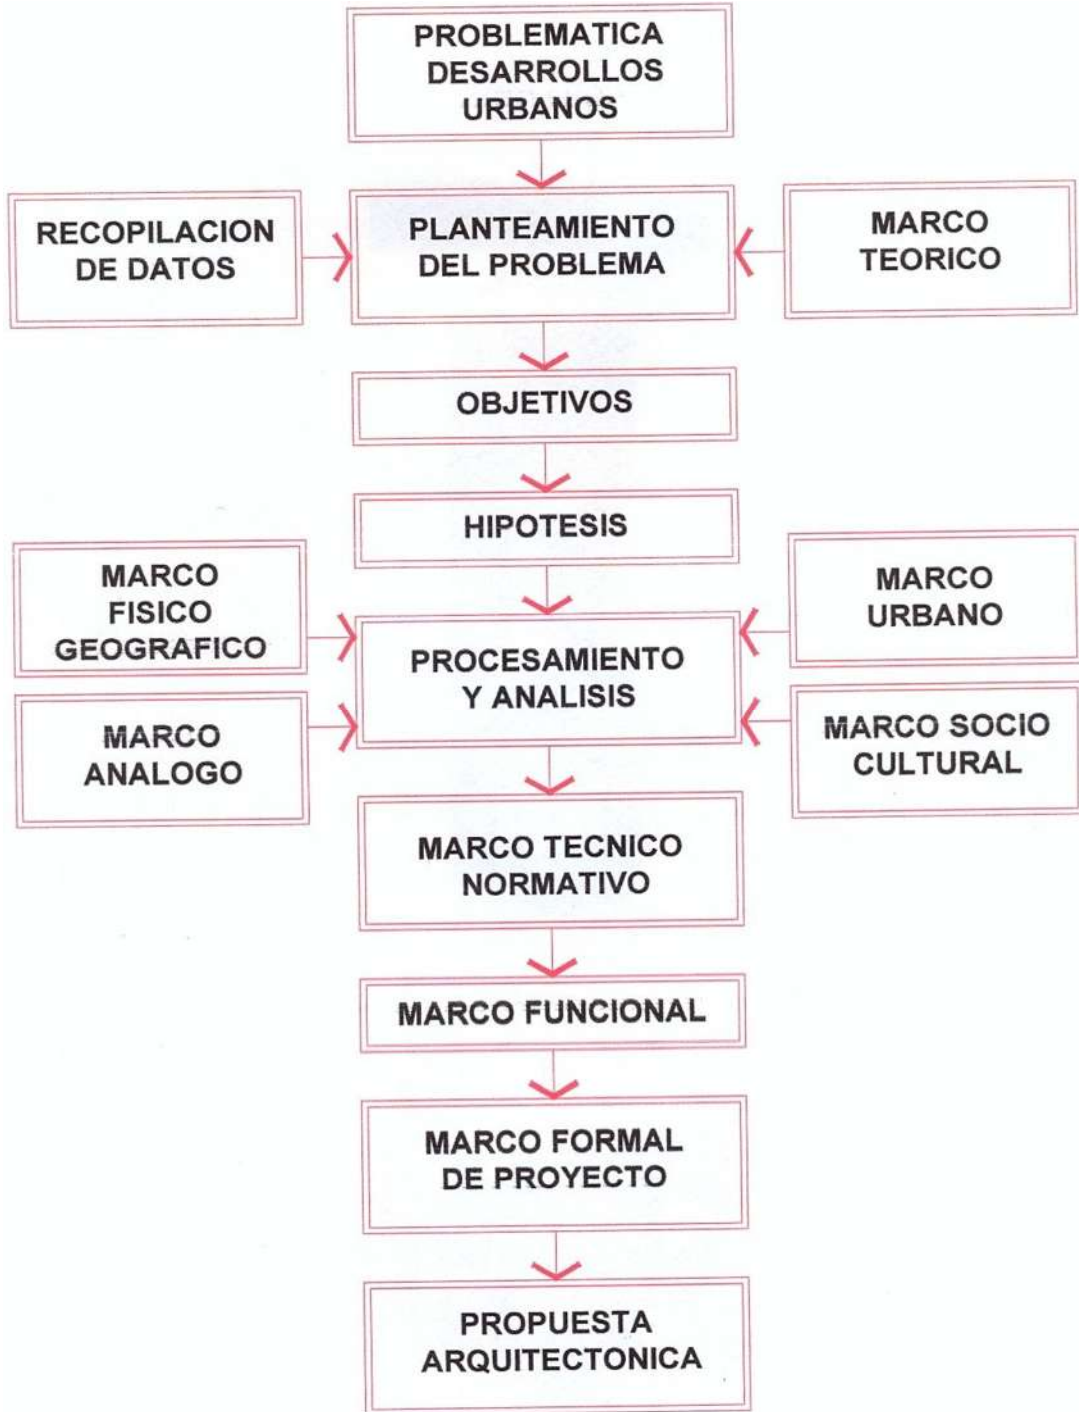 PROBLEMATICA
DESARROLLOS
URBANOS
RECOPILACION
DE DATOS
PLANTEAMIENTO
DEL PROBLEMA
MARCO
TEORICO
OBJETIVOS
HIPOTESIS
MARCO
FISICO
GEOGRAFICO
MARCO
URBANO
PROCESAMIENTO
Y ANALISIS
MARCO
ANALOGO
MARCO SOCIO
CULTURAL
MARCO TECNICO
NORMATIVO
MARCO FUNCIONAL
MARCO FORMAL
DE PROYECTO
PROPUESTA
ARQUITECTONICA